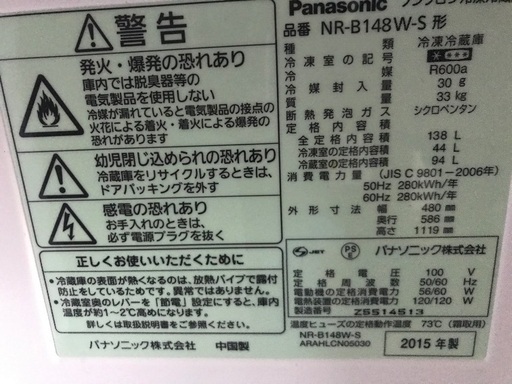 警告
発火・爆発の恐れあり
庫内では脱臭器等の
電気製品を使用しない
冷媒が漏れていると電気製品の接点の
火花による着火・着火による爆発の
恐れがあります
幼児閉じ込められの恐れあり
冷蔵庫をリサイクルするときは、
ドアパッキングを外す
感電の恐れあり
お手入れのときは、
必ず電源プラグを抜く
正しくお使いいただくために
•冷蔵庫の表面が熱くなるのは、放熱パイプで露付
防止をしているためです。異常ではありません。
•冷蔵室奥のレバーを「節電」設定にすると、庫内
温度が約1〜2℃高めになります。
詳しくは取扱説明書をご参照ください。
パナソニック株式会社 中国製
Panasonic
品番 NR-B148W-S 形
種類 冷凍冷蔵庫
冷凍室の記号
冷媒 R600a
冷媒封入量 30 g
質量 33 kg
断熱発泡ガス シクロペンタン
定格内容積
全定格内容積 138 L
冷凍室の定格内容積 44 L
冷蔵室の定格内容積 94 L
消費電力量 (JIS C 9801-2006年)
50Hz 280kWh/年
60Hz 280kWh/年
外形寸法 幅 480 mm
奥行 586 mm
高さ 1119 mm
JET PSE パナソニック株式会社
定格電圧 100 V
定格周波数 50/60 Hz
電動機の定格消費電力 56/60 W
電熱装置の定格消費電力 120/120 W
製造番号 Z5514513
温度ヒューズの定格動作温度 73℃ (霜取用)
NR-B148W-S
ARAHLCN05030
2015 年製